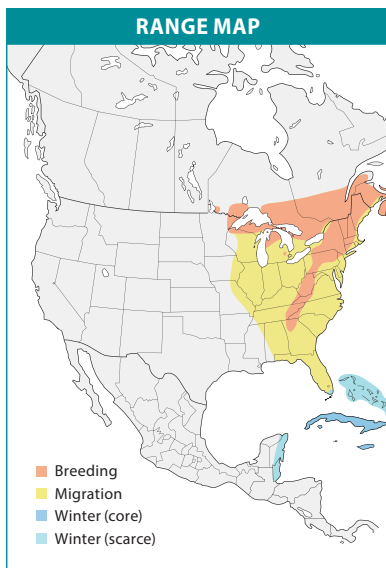 RANGE MAP
Breeding
Migration
Winter (core)
Winter (scarce)